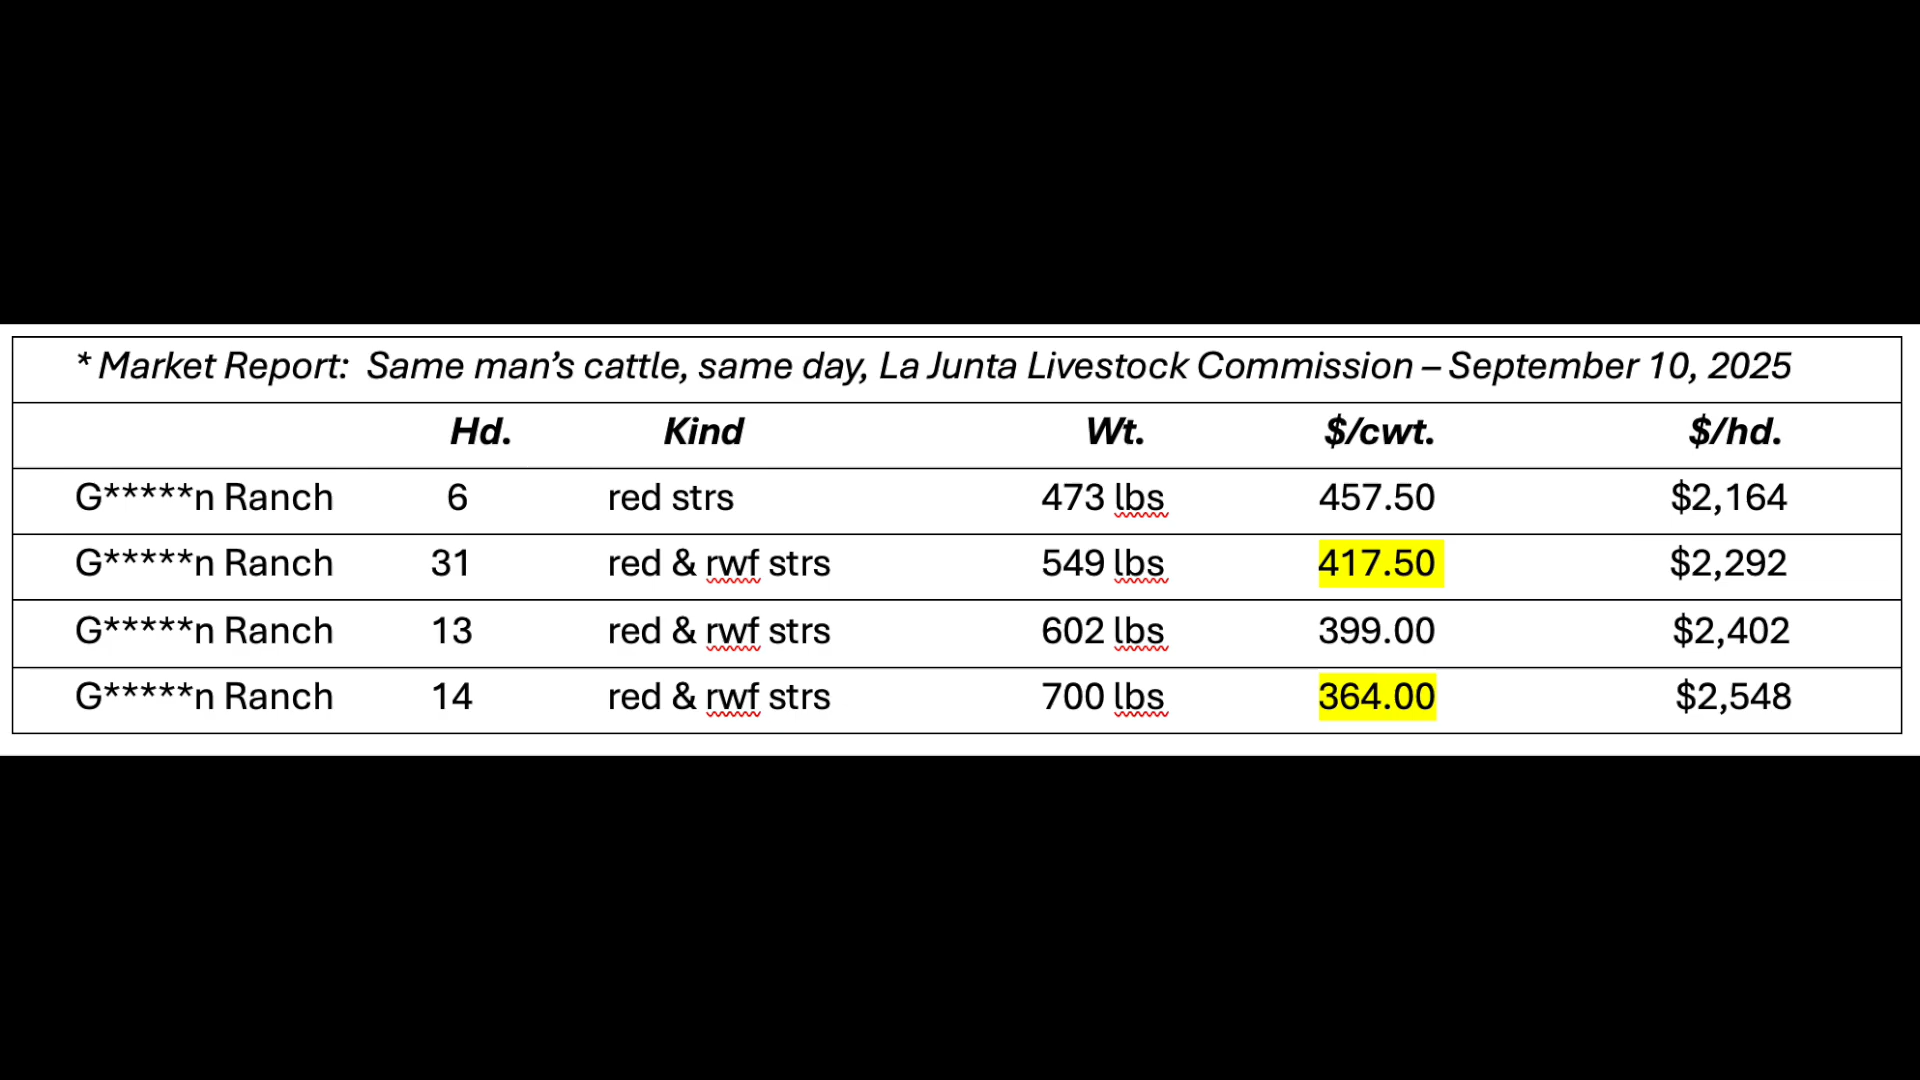 * Market Report: Same man’s cattle, same day, La Junta Livestock Commission – September 10, 2025
Hd. Kind Wt. $/cwt. $/hd.
G*****n Ranch 6 red strs 473 lbs 457.50 $2,164
G*****n Ranch 31 red & rwf strs 549 lbs 417.50 $2,292
G*****n Ranch 13 red & rwf strs 602 lbs 399.00 $2,402
G*****n Ranch 14 red & rwf strs 700 lbs 364.00 $2,548